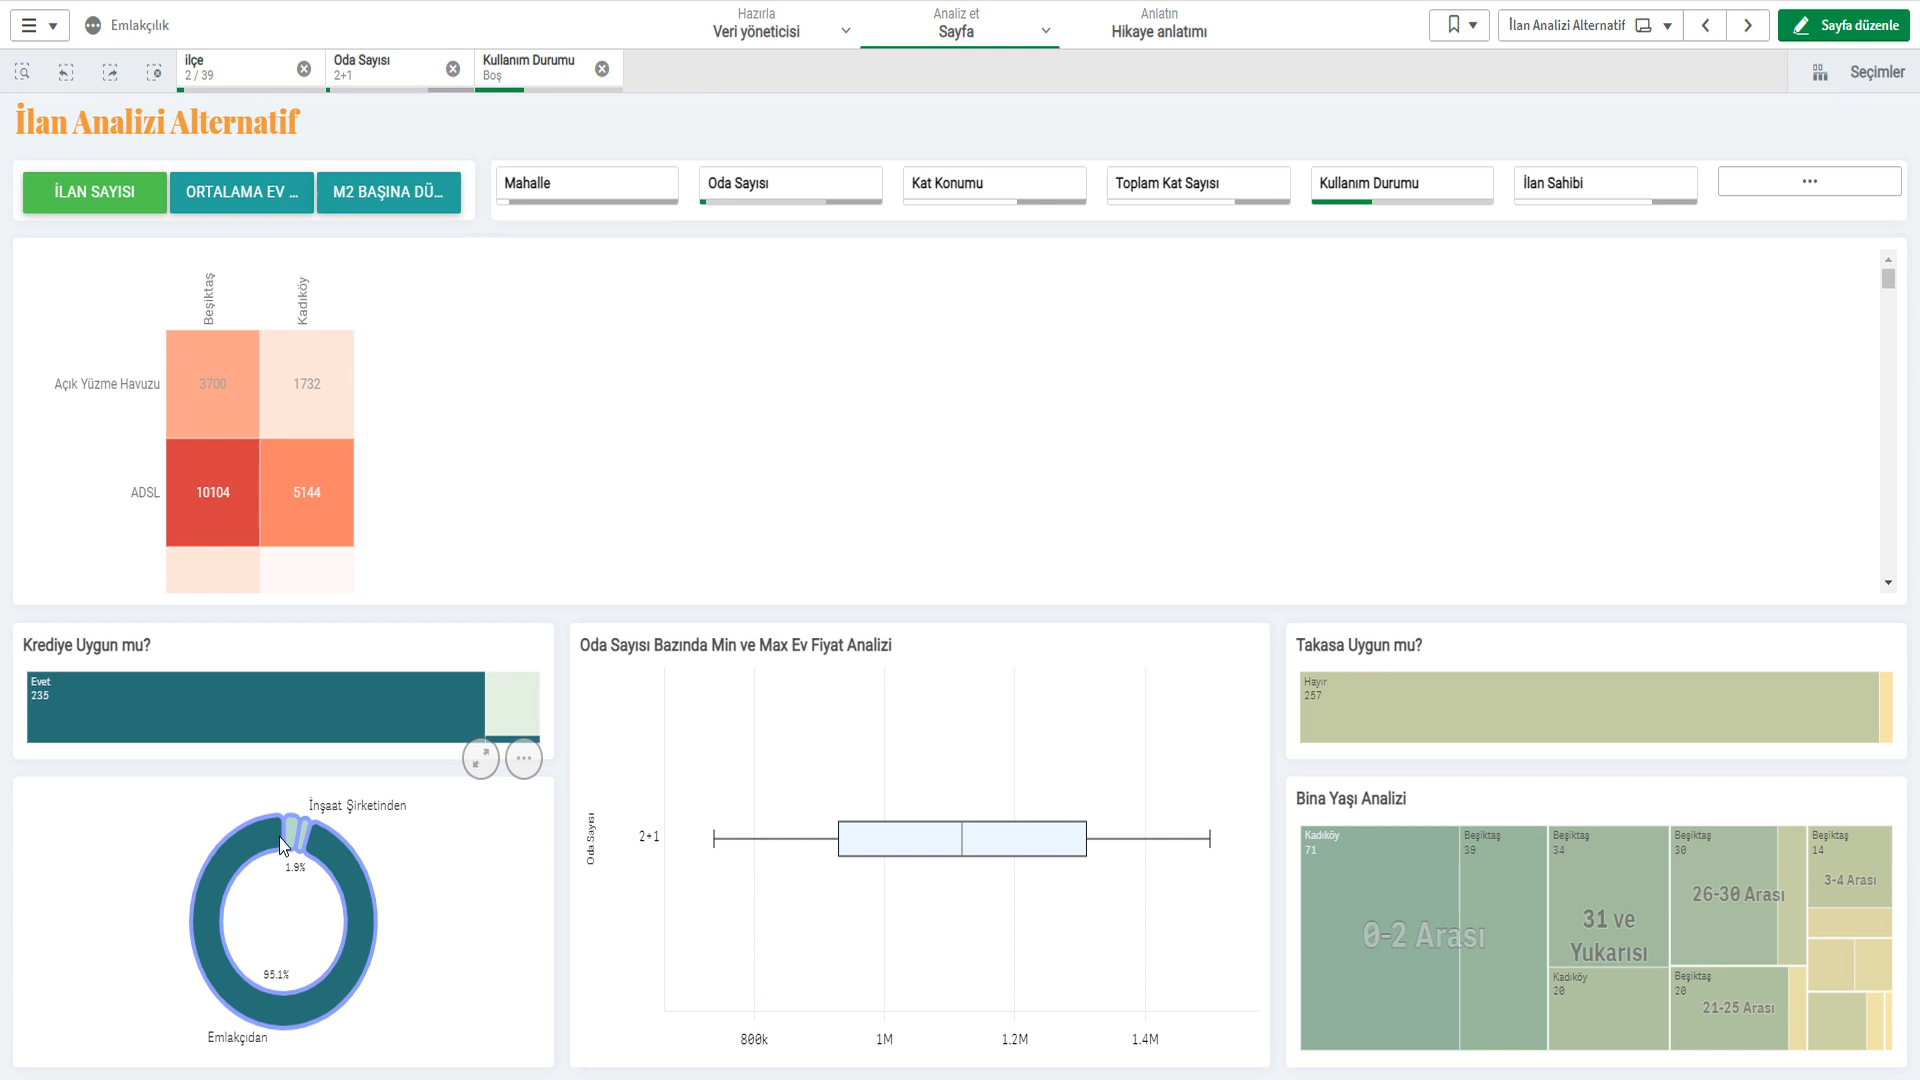 Emlakçılık
Hazırla
Veri yöneticisi
Analiz et
Sayfa
Anlatın
Hikaye anlatımı
İlan Analizi Alternatif
Sayfa düzenle
ilçe
2 / 39
Oda Sayısı
2+1
Kullanım Durumu
Boş
Seçimler
İlan Analizi Alternatif
İLAN SAYISI
ORTALAMA EV ...
M2 BAŞINA DÜ...
Mahalle
Oda Sayısı
Kat Konumu
Toplam Kat Sayısı
Kullanım Durumu
İlan Sahibi
Beşiktaş
Kadıköy
Açık Yüzme Havuzu
3700
1732
ADSL
10104
5144
Krediye Uygun mu?
Evet
235
İnşaat Şirketinden
1.9%
95.1%
Emlakçıdan
Oda Sayısı Bazında Min ve Max Ev Fiyat Analizi
Oda Sayısı
2+1
800k
1M
1.2M
1.4M
Takasa Uygun mu?
Hayır
257
Bina Yaşı Analizi
Kadıköy
71
Beşiktaş
39
0-2 Arası
Beşiktaş
34
31 ve
Yukarısı
Kadıköy
20
Beşiktaş
30
26-30 Arası
Beşiktaş
20
21-25 Arası
Beşiktaş
14
3-4 Arası